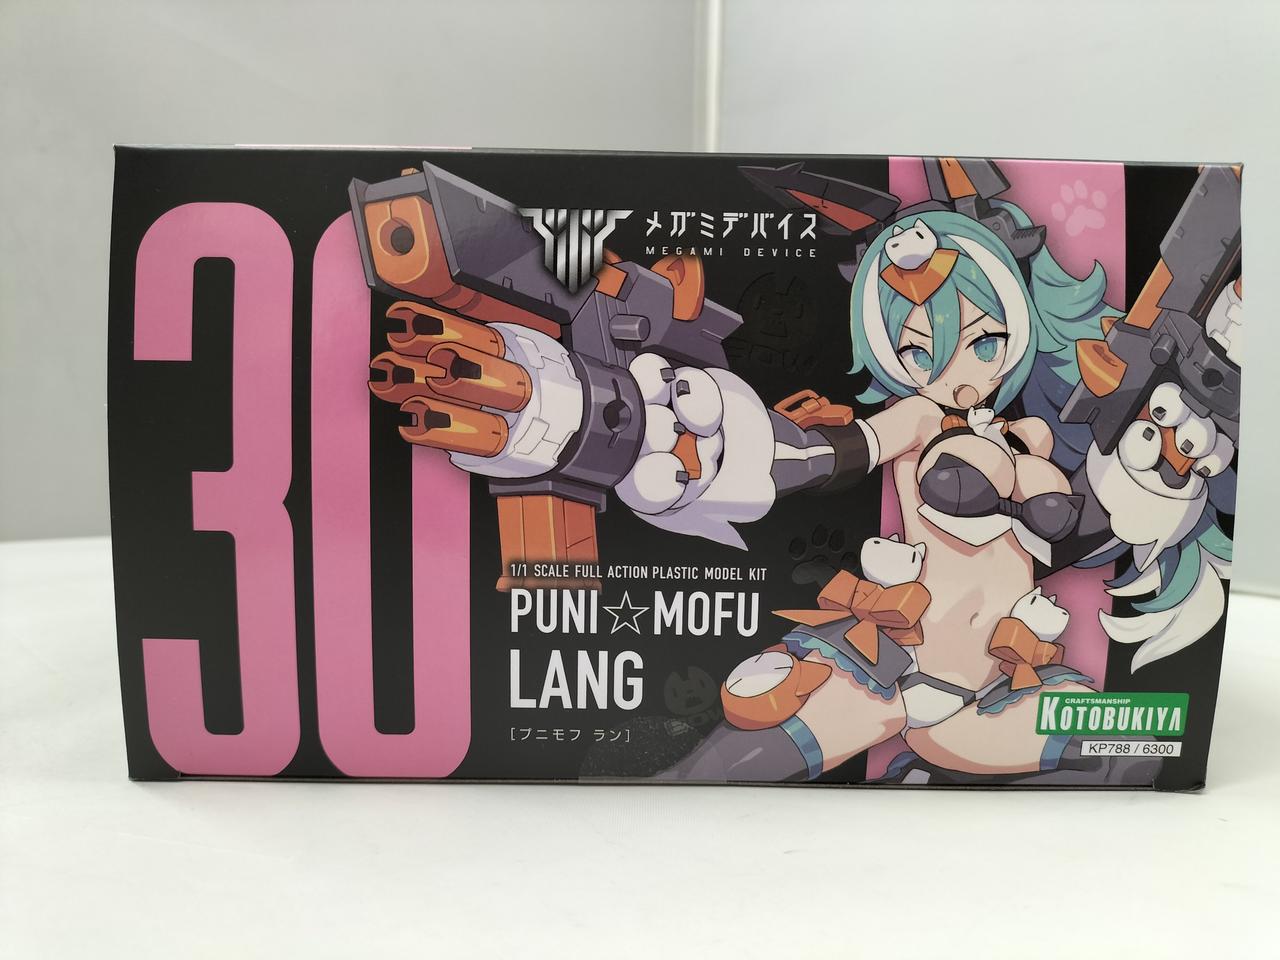 30
メガミデバイス
MEGAMI DEVICE
1/1 SCALE FULL ACTION PLASTIC MODEL KIT
PUNI☆MOFU
LANG
[プニモフ ラン]
CRAFTSMANSHIP
KOTOBUKIYA
KP788 / 6300